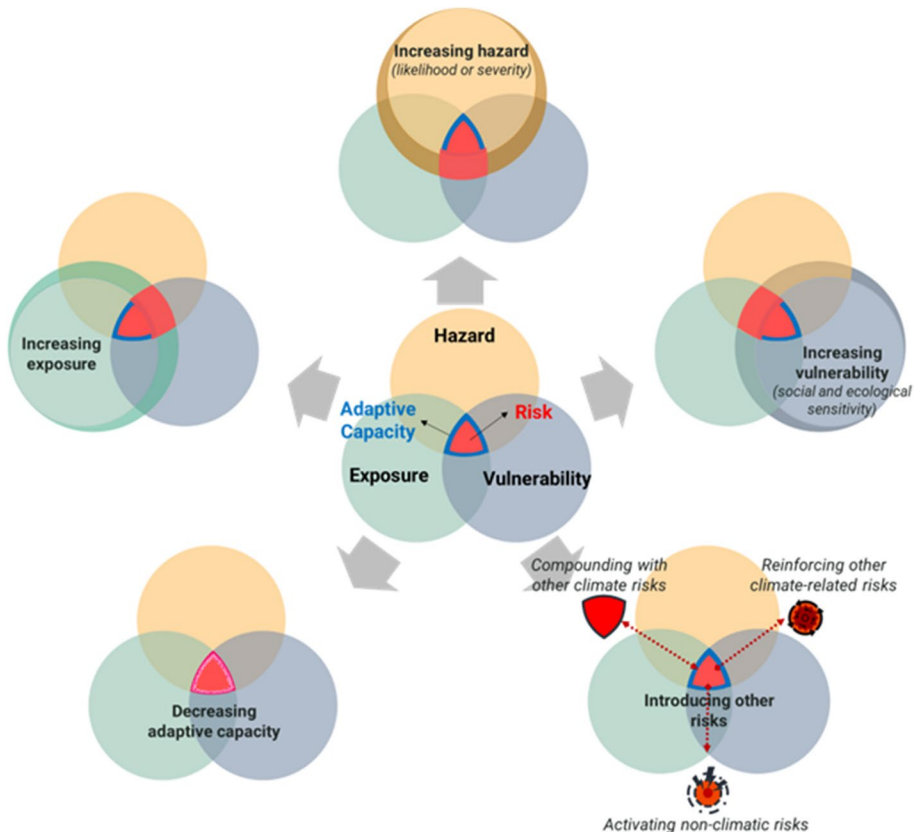 Increasing hazard
(likelihood or severity)
Increasing
exposure
Increasing
vulnerability
(social and ecological
sensitivity)
Hazard
Adaptive
Capacity
Risk
Exposure
Vulnerability
Decreasing
adaptive capacity
Compounding with
other climate risks
Reinforcing other
climate-related risks
Introducing other
risks
Activating non-climatic risks